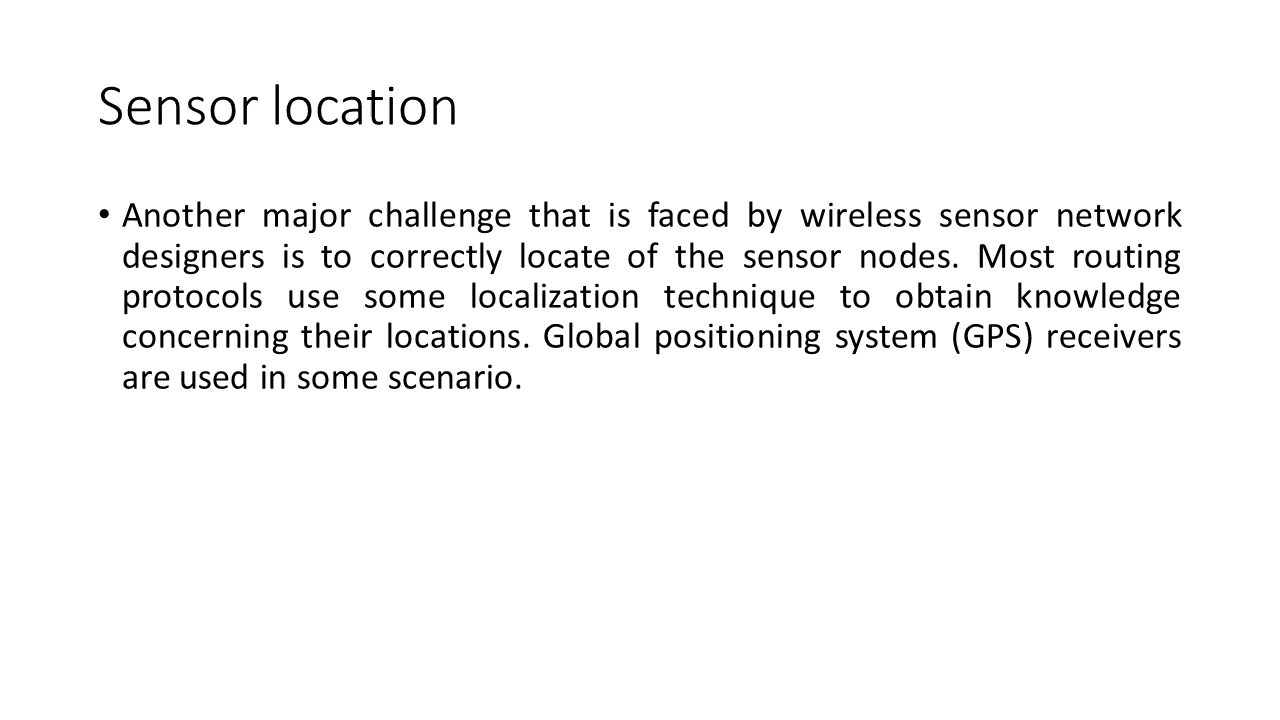 Sensor location
• Another major challenge that is faced by wireless sensor network
designers is to correctly locate of the sensor nodes. Most routing
protocols use some localization technique to obtain knowledge
concerning their locations. Global positioning system (GPS) receivers
are used in some scenario.